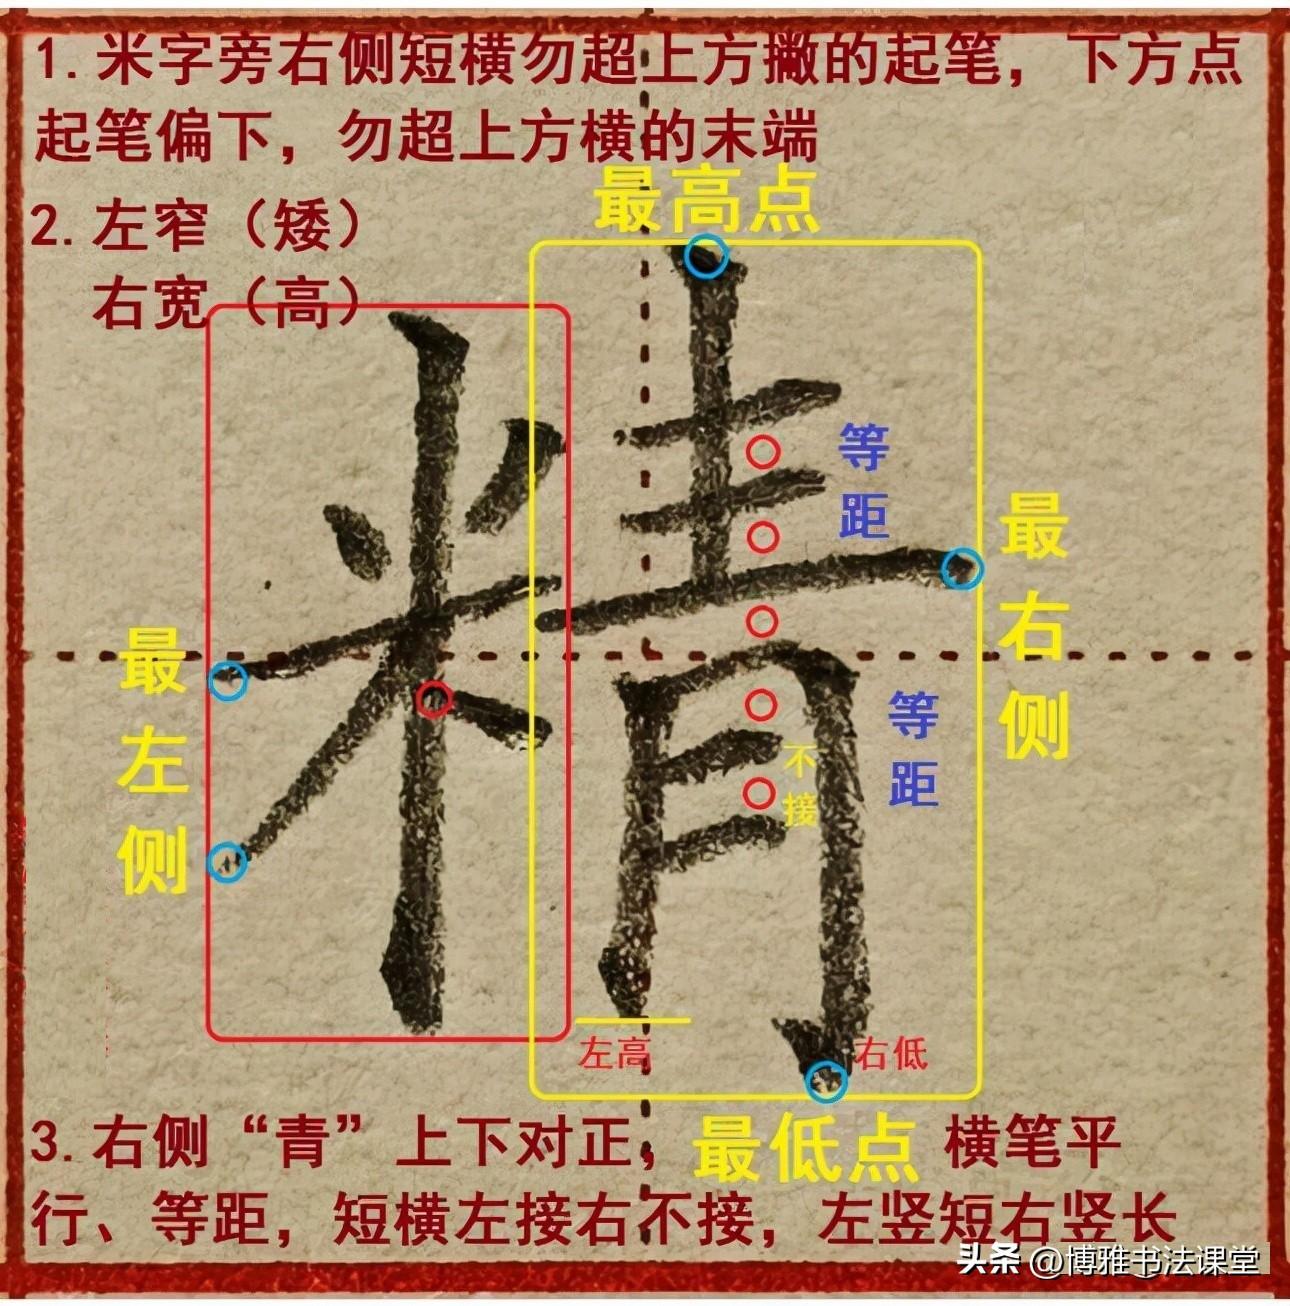 1.米字旁右侧短横勿超上方撇的起笔，下方点
起笔偏下，勿超上方横的末端
2.左窄（矮）
右宽（高）
最高点
精
等距
最右侧
最左侧
等距
不接
左高
右低
最低点
3.右侧“青”上下对正，横笔平
行、等距，短横左接右不接，左竖短右竖长
头条 @博雅书法课堂